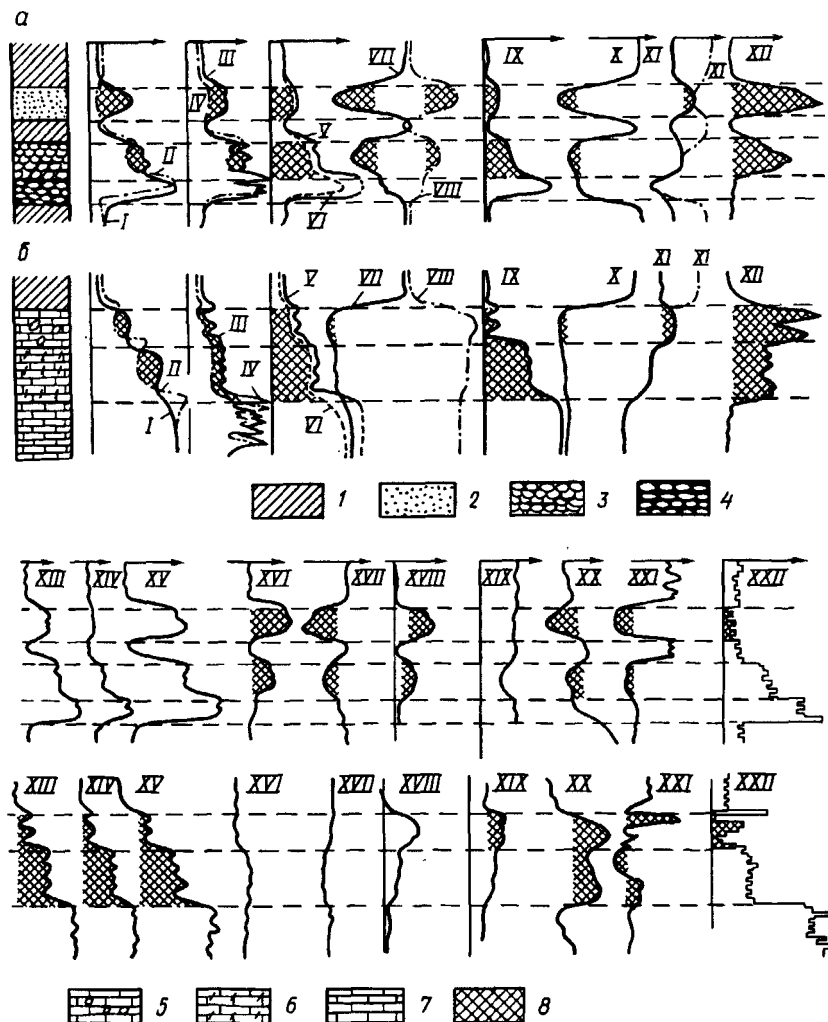 а
III VIII IX X XI XI XII
IV
II V
I VI VIII
б
V VII VIII IX X XI XI XII
III
II IV
I VI
1 2 3 4
XIII XIV XV XVI XVII XVIII XIX XX XXI XXII
XIII XIV XV XVI XVII XVIII XIX XX XXI XXII
5 6 7 8